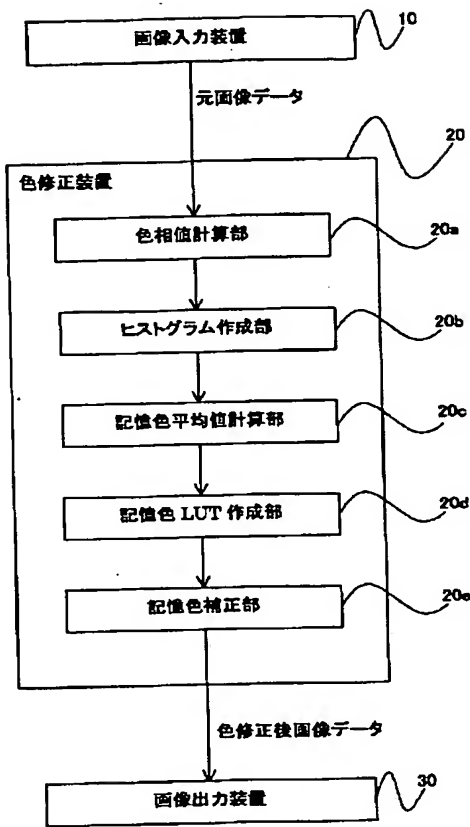 画像入力装置
10
元画像データ
20
色修正装置
色相値計算部
20a
ヒストグラム作成部
20b
記憶色平均値計算部
20c
記憶色 LUT 作成部
20d
記憶色補正部
20e
色修正後画像データ
画像出力装置
30